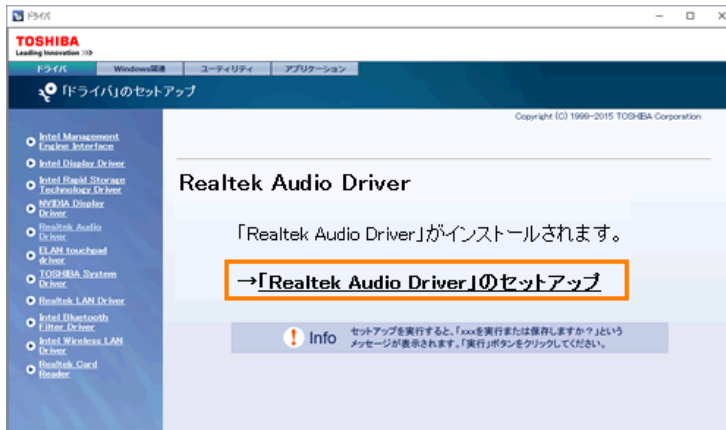 ドライバ
TOSHIBA
Leading Innovation >>>
ドライバ Windows関連 ユーティリティ アプリケーション
「ドライバ」のセットアップ
Copyright (C) 1999-2015 TOSHIBA Corporation
Intel Management
Engine Interface
Intel Display Driver
Intel Rapid Storage
Technology Driver
NVIDIA Display
Driver
Realtek Audio
Driver
ELAN touchpad
driver
TOSHIBA System
Driver
Realtek LAN Driver
Intel Bluetooth
Filter Driver
Intel Wireless LAN
Driver
Realtek Card
Reader
Realtek Audio Driver
「Realtek Audio Driver」がインストールされます。
→「Realtek Audio Driver」のセットアップ
! Info
セットアップを実行すると、「xxxを実行または保存しますか?」という
メッセージが表示されます。「実行」ボタンをクリックしてください。